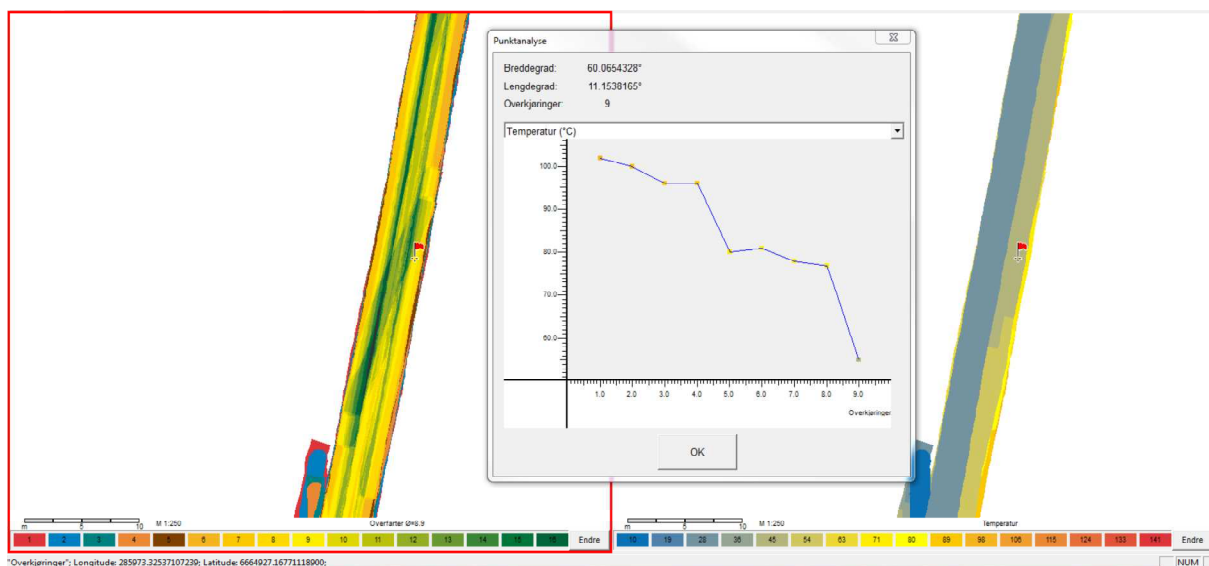 Punktanalyse
Breddegrad: 60.0654328°
Lengdegrad: 11.1538165°
Overkjøringer: 9
Temperatur (°C)
100.0
90.0
80.0
70.0
60.0
1.0 2.0 3.0 4.0 5.0 6.0 7.0 8.0 9.0
Overkjøringer
OK
m 5 10 M 1:250 Overfarter Ø=8.9
1 2 3 4 5 6 7 8 9 10 11 12 13 14 15 16 Endre
m 5 10 M 1:250 Temperatur
10 19 28 36 45 54 63 71 80 89 98 106 115 124 133 141 Endre
"Overkjøringer"; Longitude: 285973.32537107239; Latitude: 6664927.16771118900;
NUM